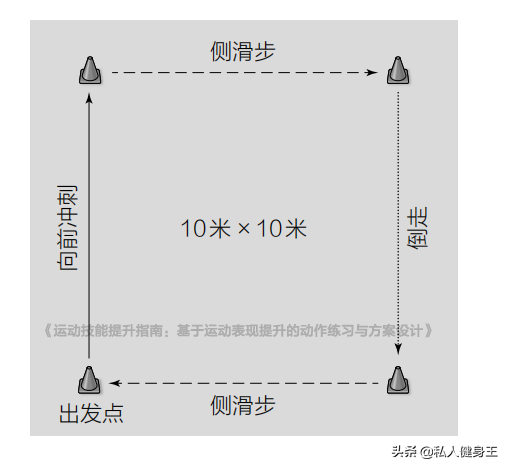 侧滑步
向前冲刺
10米×10米
倒走
《运动技能提升指南：基于运动表现提升的动作练习与方案设计》
侧滑步
出发点
头条 @私人健身王